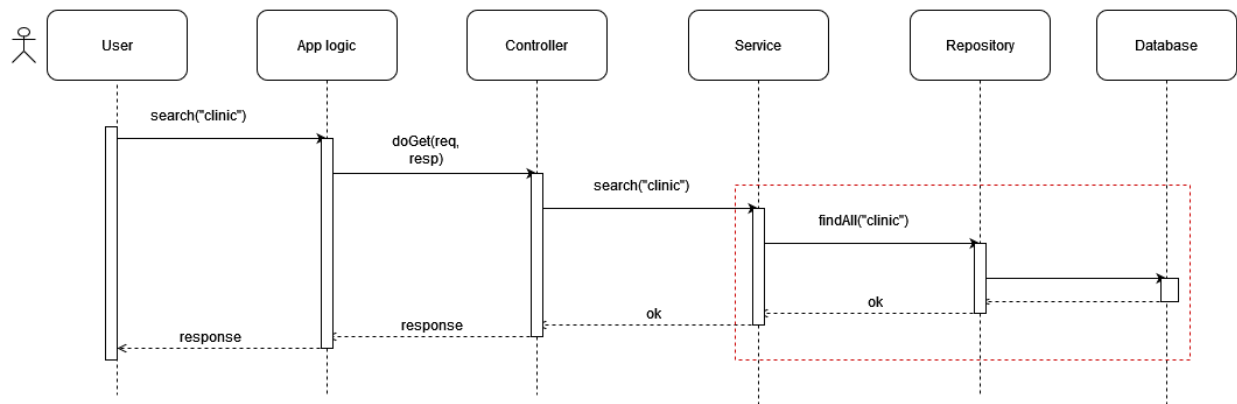 User
App logic
Controller
Service
Repository
Database
search("clinic")
doGet(req,
resp)
search("clinic")
findAll("clinic")
ok
ok
response
response